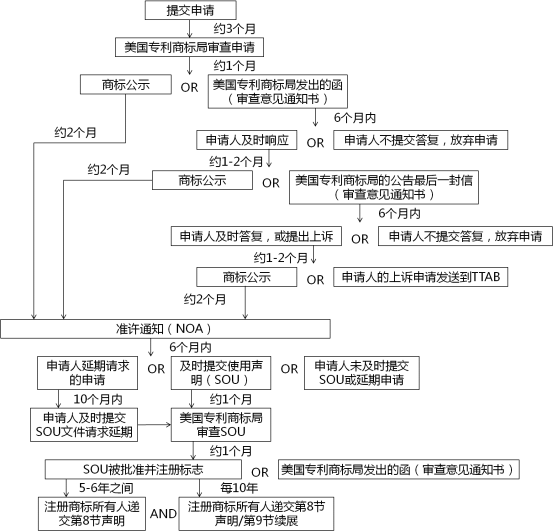 提交申请
约3个月
美国专利商标局审查申请
约1个月
商标公示
OR
美国专利商标局发出的函
（审查意见通知书）
6个月内
约2个月
申请人及时响应
OR
申请人不提交答复，放弃申请
约1-2个月
约2个月
商标公示
OR
美国专利商标局的公告最后一封信
（审查意见通知书）
6个月内
申请人及时答复，或提出上诉
OR
申请人不提交答复，放弃申请
约1-2个月
商标公示
OR
申请人的上诉申请发送到TTAB
约2个月
准许通知（NOA）
6个月内
申请人延期请求
的申请
OR
及时提交使用声
明（SOU）
OR
申请人未及时提交
SOU或延期申请
10个月内
约1个月
申请人及时提交
SOU文件请求延期
美国专利商标局
审查SOU
约1个月
SOU被批准并注册标志
OR
美国专利商标局发出的函（审查意见通知书）
5-6年之间
每10年
注册商标所有人递
交第8节声明
AND
注册商标所有人递交第8节
声明/第9节续展